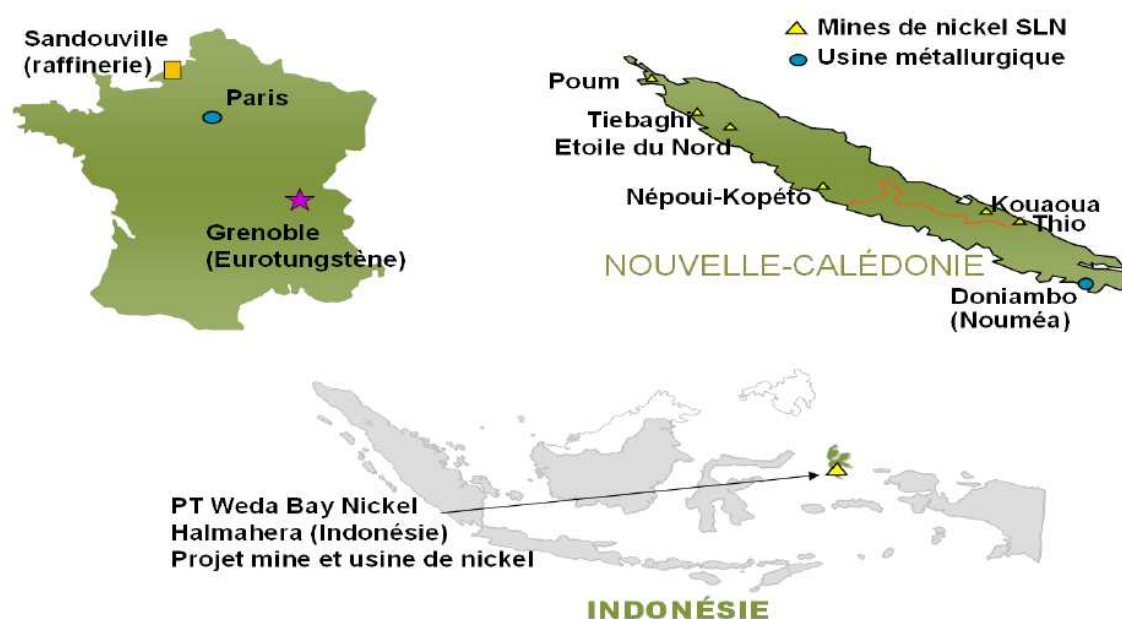 Sandouville
(raffinerie)
Paris
Grenoble
(Eurotungstène)
Mines de nickel SLN
Usine métallurgique
Poum
Tiebaghi
Etoile du Nord
Népoui-Kopéto
Kouaoua
Thio
NOUVELLE-CALÉDONIE
Doniambo
(Nouméa)
PT Weda Bay Nickel
Halmahera (Indonésie)
Projet mine et usine de nickel
INDONÉSIE